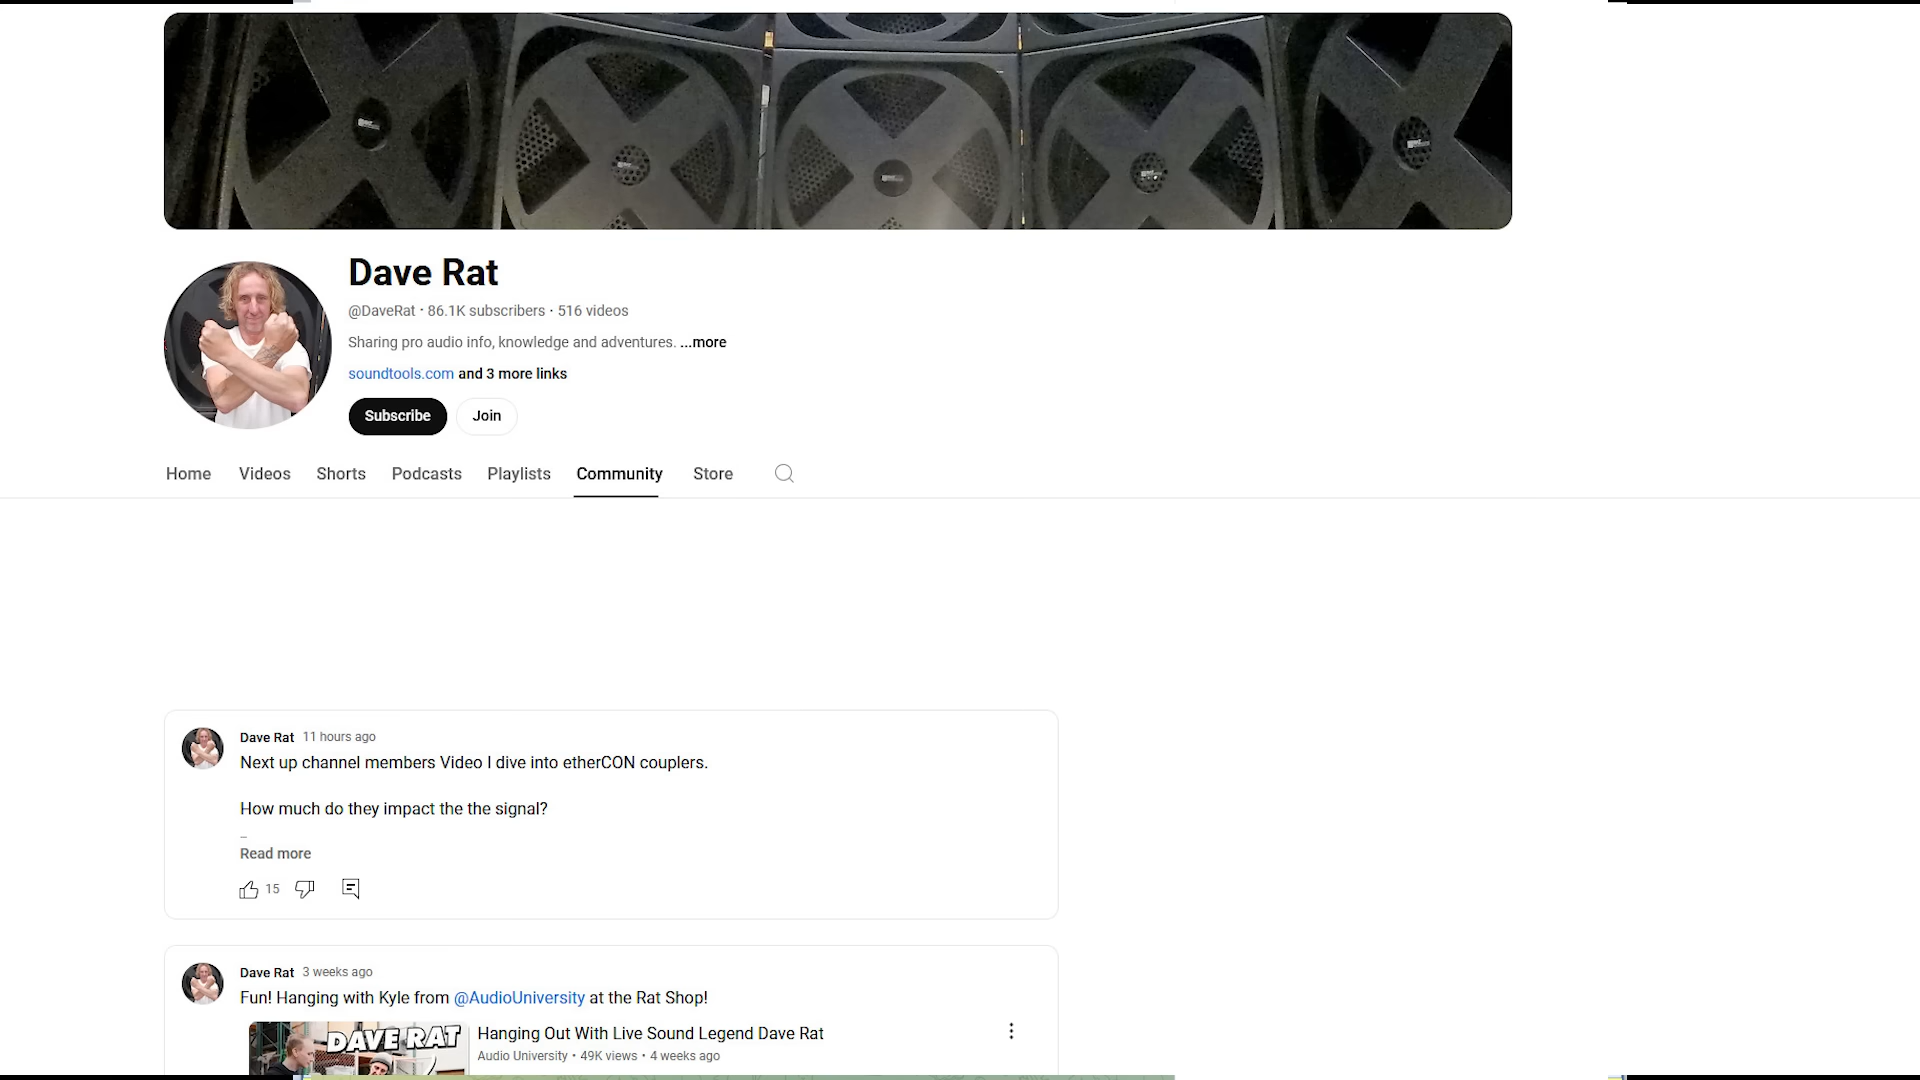 Dave Rat
@DaveRat • 86.1K subscribers • 516 videos
Sharing pro audio info, knowledge and adventures. ...more
soundtools.com and 3 more links
Subscribe Join
Home Videos Shorts Podcasts Playlists Community Store
Dave Rat 11 hours ago
Next up channel members Video I dive into etherCON couplers.
How much do they impact the the signal?
_
Read more
15
Dave Rat 3 weeks ago
Fun! Hanging with Kyle from @AudioUniversity at the Rat Shop!
DAVE RAT
Hanging Out With Live Sound Legend Dave Rat
Audio University • 49K views • 4 weeks ago